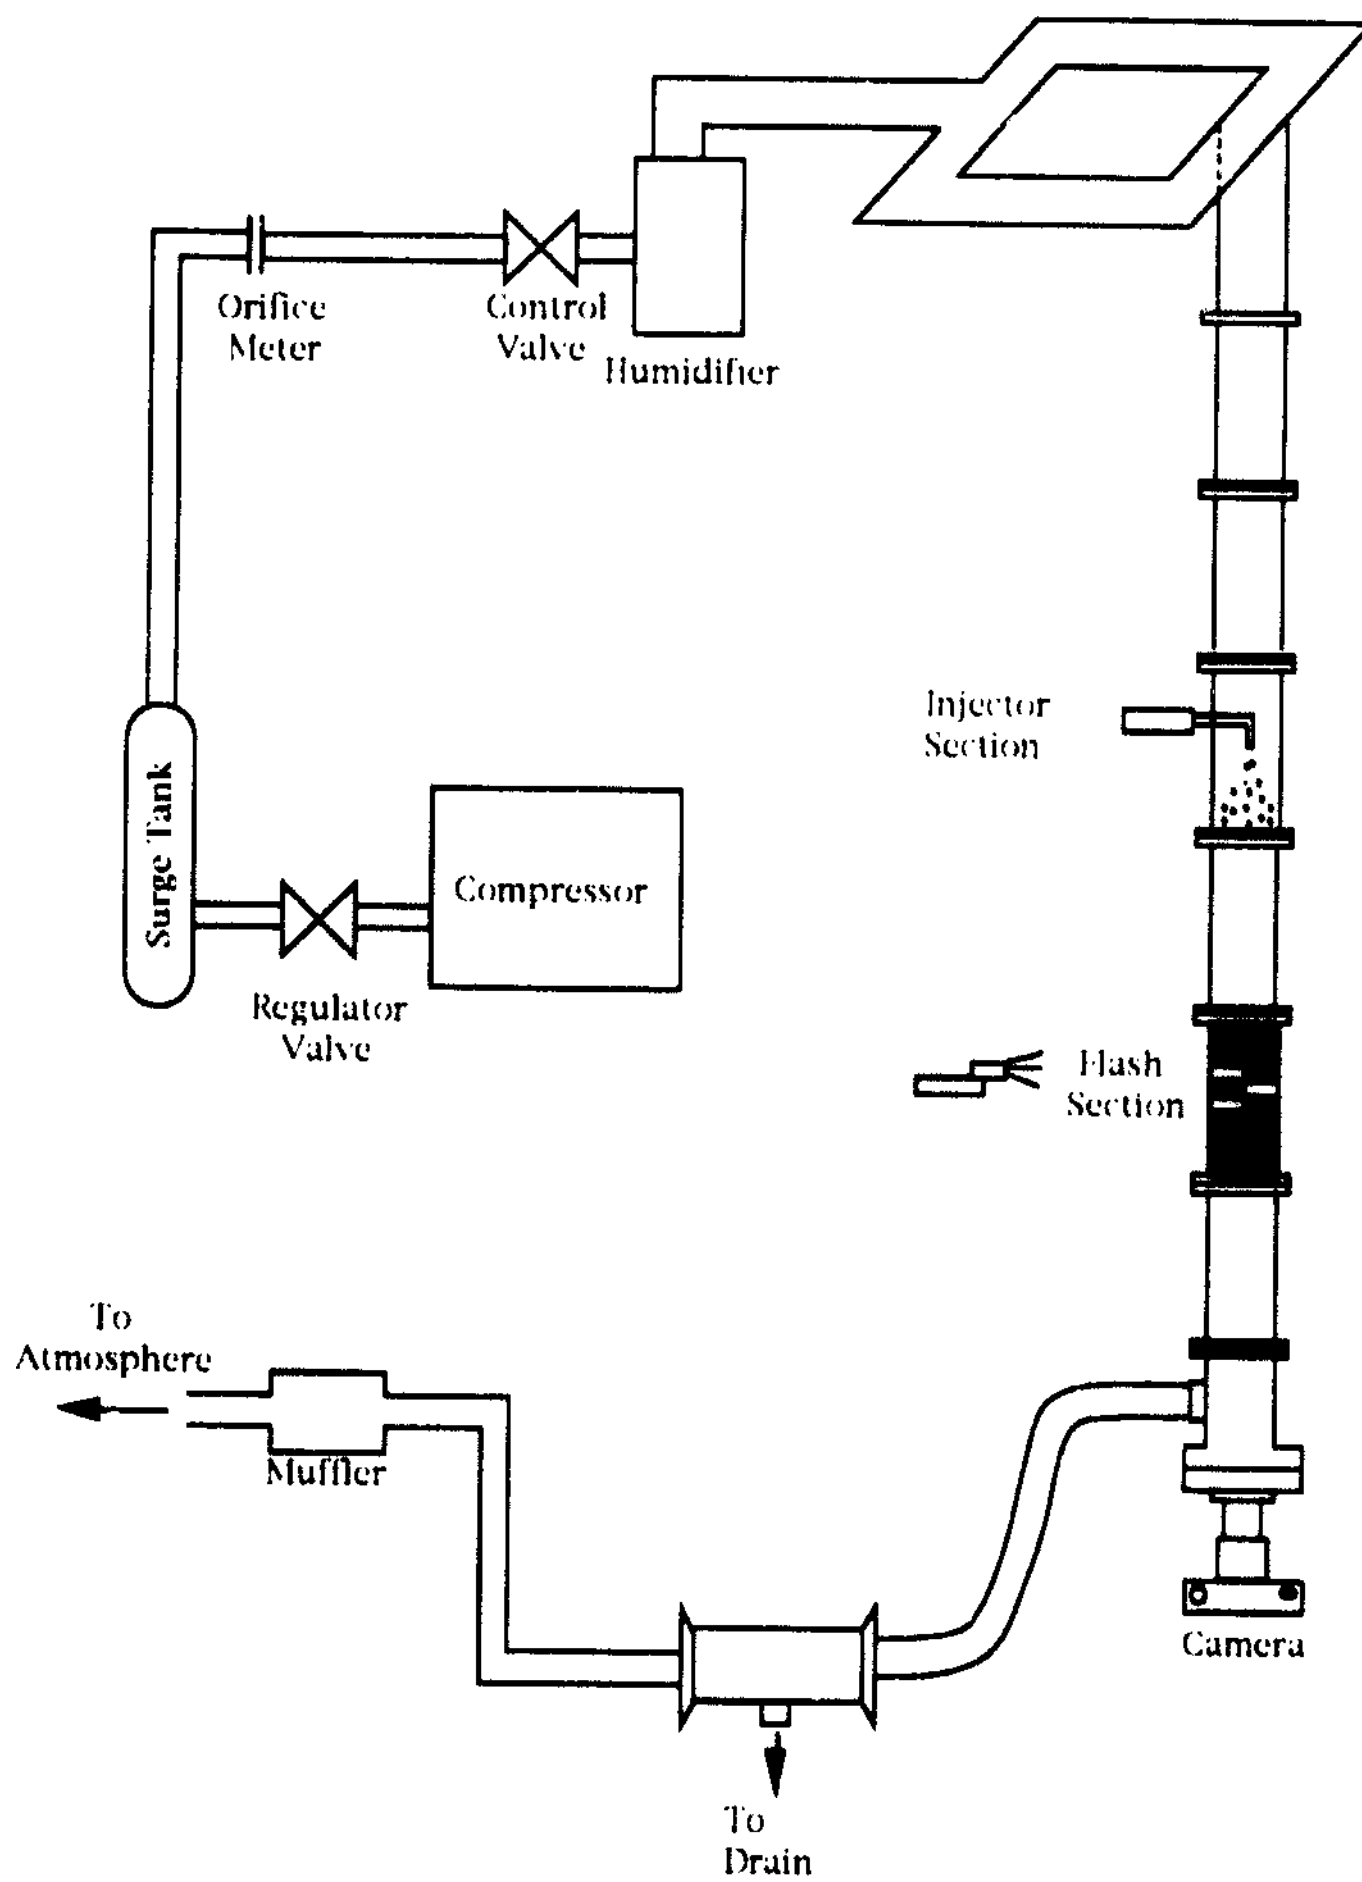 Orifice
Meter
Control
Valve
Humidifier
Injector
Section
Surge Tank
Compressor
Regulator
Valve
Flash
Section
To
Atmosphere
Muffler
Camera
To
Drain